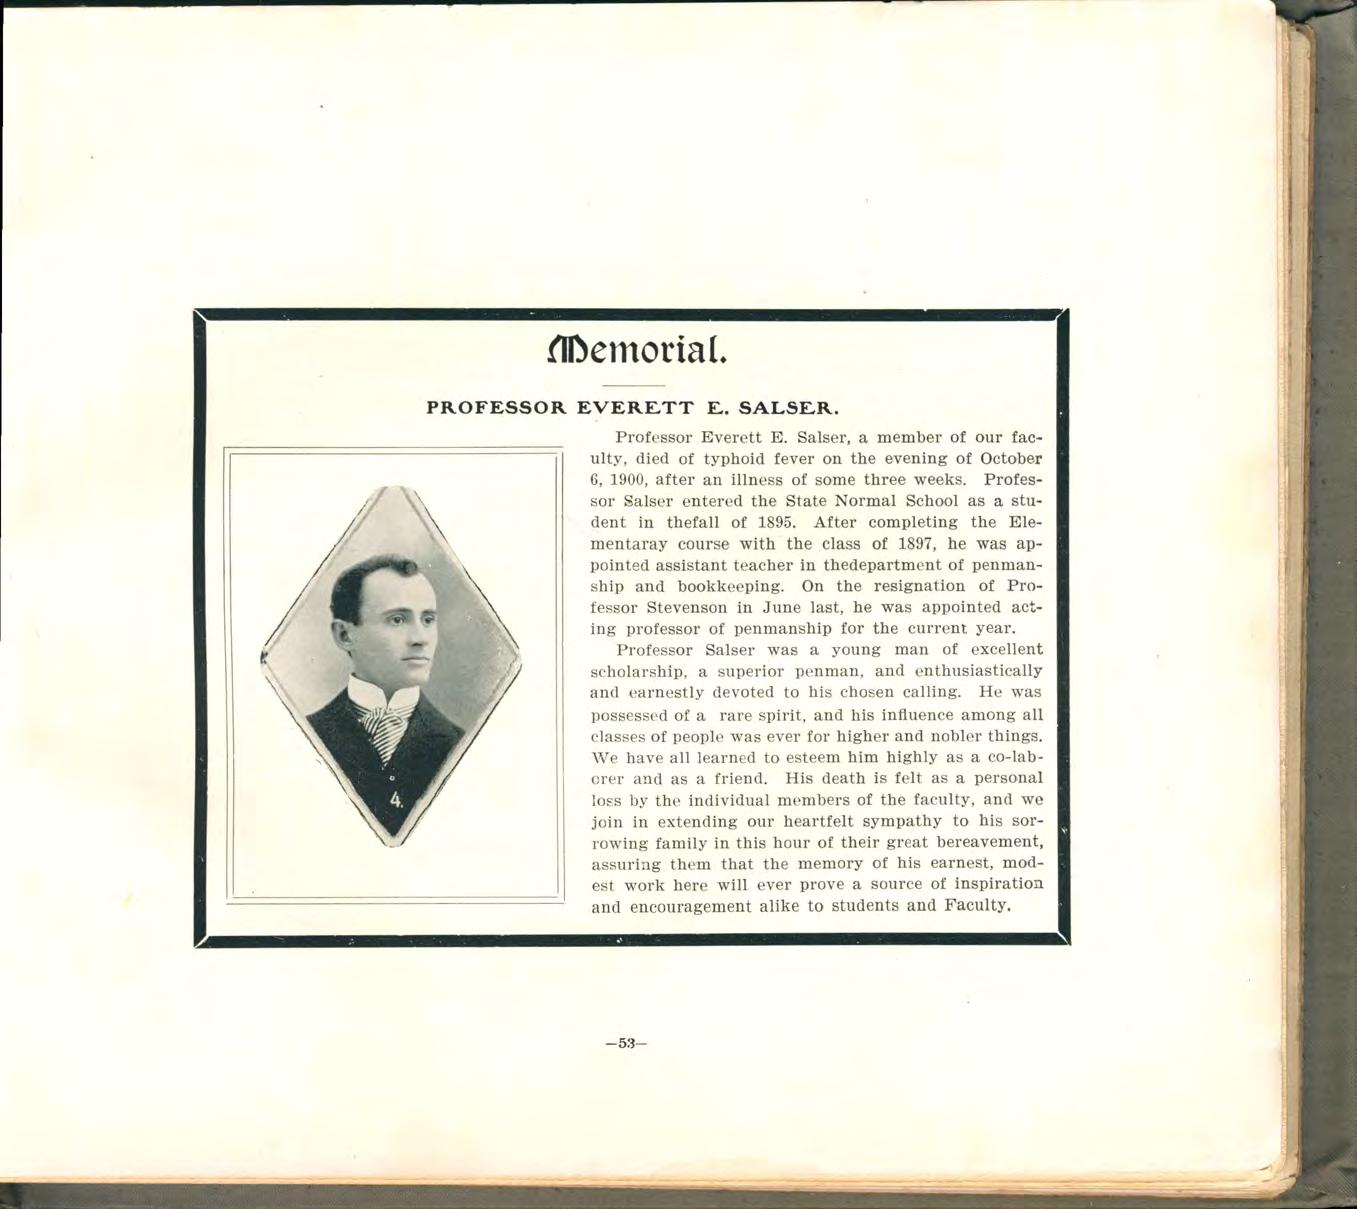 Memorial.
PROFESSOR EVERETT E. SALSER.
Professor Everett E. Salser, a member of our fac-
ulty, died of typhoid fever on the evening of October
6, 1900, after an illness of some three weeks. Profes-
sor Salser entered the State Normal School as a stu-
dent in thefall of 1895. After completing the Ele-
mentaray course with the class of 1897, he was ap-
pointed assistant teacher in thedepartment of penman-
ship and bookkeeping. On the resignation of Pro-
fessor Stevenson in June last, he was appointed act-
ing professor of penmanship for the current year.
Professor Salser was a young man of excellent
scholarship, a superior penman, and enthusiastically
and earnestly devoted to his chosen calling. He was
possessed of a rare spirit, and his influence among all
classes of people was ever for higher and nobler things.
We have all learned to esteem him highly as a co-lab-
orer and as a friend. His death is felt as a personal
loss by the individual members of the faculty, and we
join in extending our heartfelt sympathy to his sor-
rowing family in this hour of their great bereavement,
assuring them that the memory of his earnest, mod-
est work here will ever prove a source of inspiration
and encouragement alike to students and Faculty.
4.
—53—